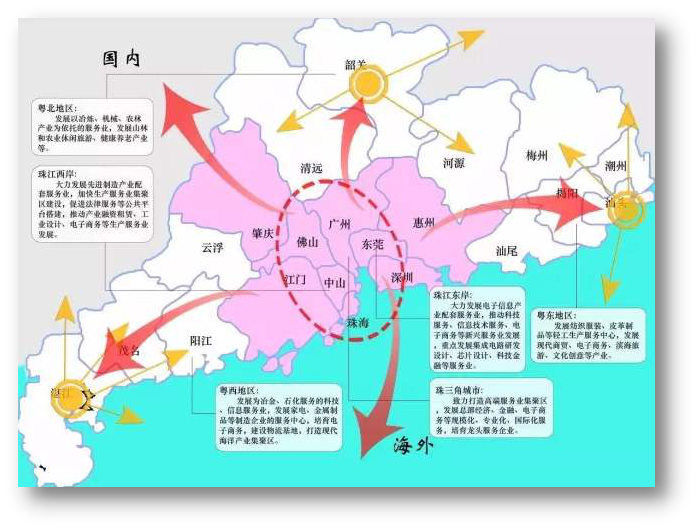 国内
韶关
粤北地区:
发展以冶炼、机械、农林
产业为依托的服务业，发展山林
和农业休闲旅游、健康养老产业
等。
珠江西岸:
大力发展先进制造产业配
套服务业，加快生产服务业集聚
区建设，促进法律服务等公共平
台搭建，推动产业融资租赁、工
业设计、电子商务等生产服务业
发展。
清远
河源
梅州
潮州
揭阳
汕头
汕尾
广州
惠州
肇庆
佛山
东莞
云浮
江门
中山
深圳
珠海
阳江
茂名
湛江
珠江东岸:
大力发展电子信息产
业配套服务业，推动科技
服务、信息技术服务、电
子商务等新兴服务业发展
，重点发展集成电路研发
设计、芯片设计、科技金
融等服务业。
粤东地区:
发展纺织服装、皮革制
品等轻工生产服务中心，发展
现代商贸、电子商务、滨海旅
游、文化创意等产业。
粤西地区:
发展为冶金、石化服务的科技
、信息服务业，发展家电、金属制
品等制造企业的服务中心，培育电
子商务，建设物流基地、打造现代
海洋产业集聚区。
珠三角城市:
致力打造高端服务业集聚区
，发展总部经济、金融、电子商
务等规模化、专业化、国际化服
务，培育龙头服务企业。
海外